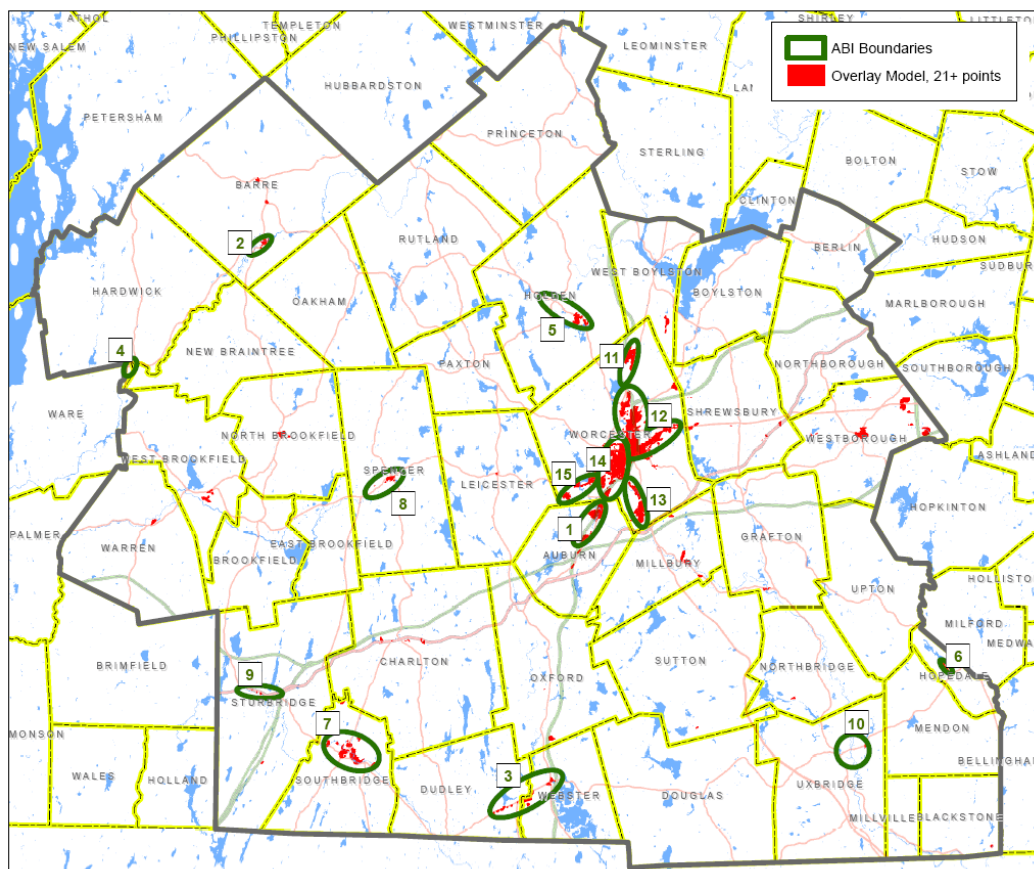 ATHOL
TEMPLETON
WESTMINSTER
SHIRLEY
LITTLETON
PHILLIPSTON
NEW SALEM
LEOMINSTER
ABI Boundaries
Overlay Model, 21+ points
HUBBARDSTON
PETERSHAM
PRINCETON
STERLING
BOLTON
STOW
BARRE
CLINTON
2
RUTLAND
BERLIN
HUDSON
WEST BOYLSTON
SUDBU
HARDWICK
OAKHAM
HOLDEN
BOYLSTON
MARLBOROUGH
5
4
NEW BRAINTREE
11
PAXTON
NORTHBOROUGH
SOUTHBOROUGH
WARE
12
SHREWSBURY
NORTH BROOKFIELD
WORCESTER
WESTBOROUGH
WEST BROOKFIELD
14
ASHLAND
SPENCER
15
LEICESTER
8
13
HOPKINTON
PALMER
1
WARREN
EAST BROOKFIELD
GRAFTON
BROOKFIELD
AUBURN
MILLBURY
HOLLISTON
UPTON
MILFORD
MEDWA
BRIMFIELD
CHARLTON
SUTTON
NORTHBRIDGE
6
9
OXFORD
HOPEDALE
STURBRIDGE
7
10
MENDON
MONSON
BELLINGHAM
WALES
HOLLAND
SOUTHBRIDGE
3
DUDLEY
WEBSTER
DOUGLAS
UXBRIDGE
MILLVILLE
BLACKSTONE